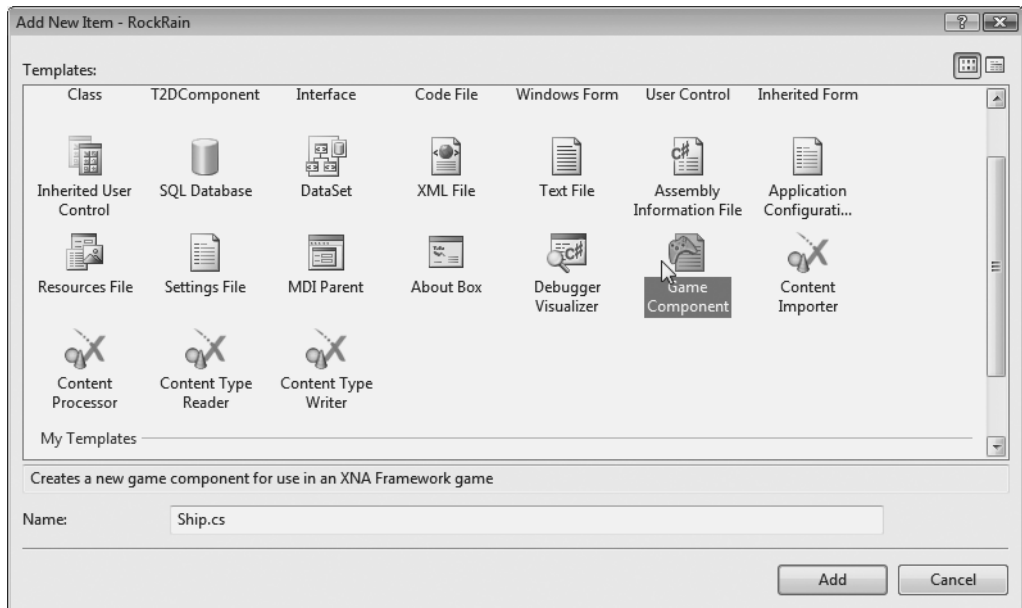 Add New Item - RockRain
Templates:
Class T2DComponent Interface Code File Windows Form User Control Inherited Form
Inherited User Control SQL Database DataSet XML File Text File Assembly Information File Application Configurati...
Resources File Settings File MDI Parent About Box Debugger Visualizer Game Component Content Importer
Content Processor Content Type Reader Content Type Writer
My Templates
Creates a new game component for use in an XNA Framework game
Name: Ship.cs
Add Cancel